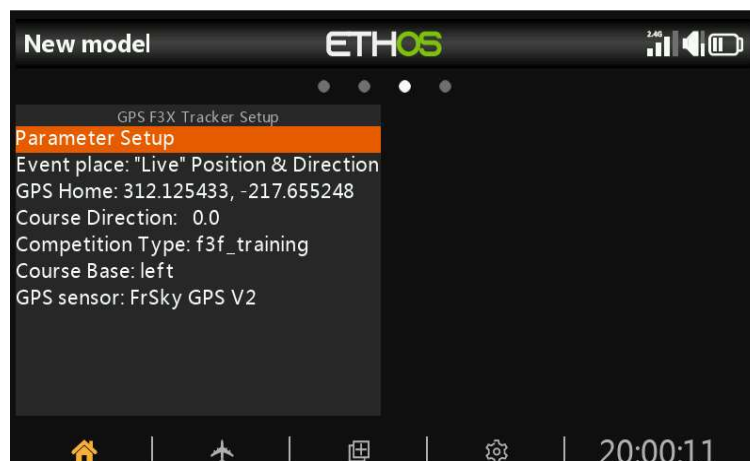 New model
ETHOS
2.4G
GPS F3X Tracker Setup
Parameter Setup
Event place: "Live" Position & Direction
GPS Home: 312.125433, -217.655248
Course Direction: 0.0
Competition Type: f3f_training
Course Base: left
GPS sensor: FrSky GPS V2
20:00:11